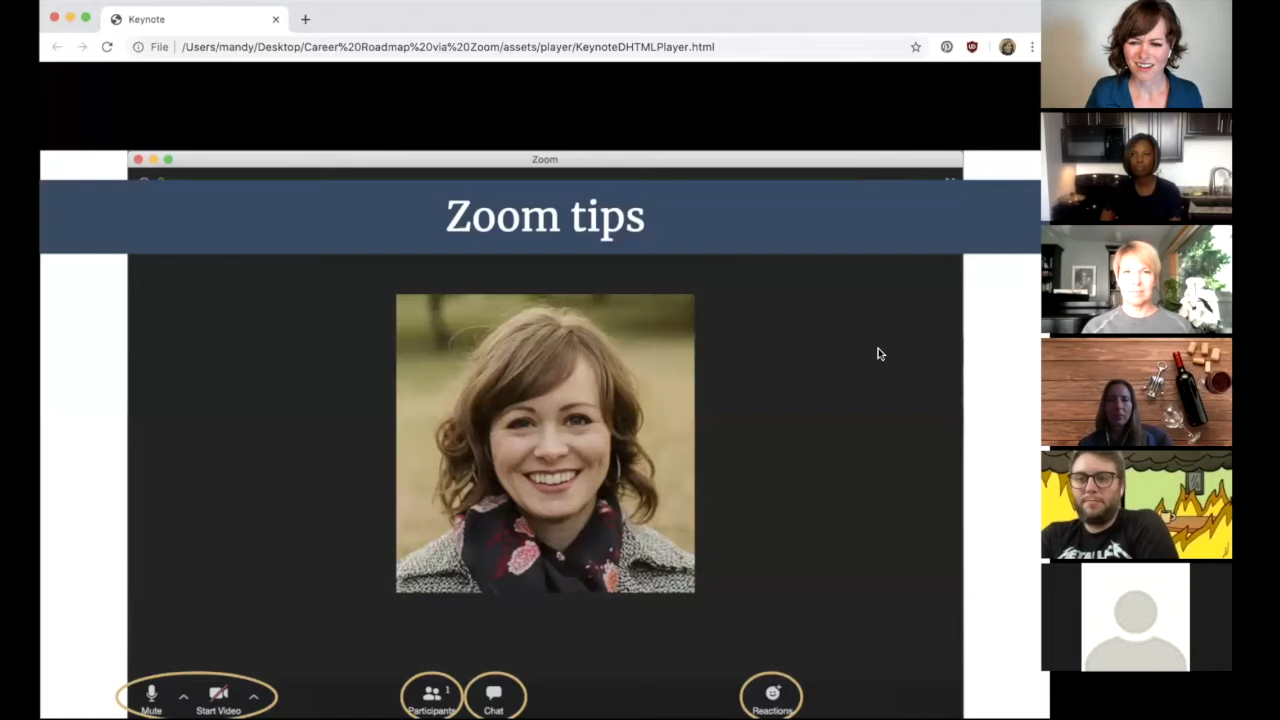 Keynote
File
/Users/mandy/Desktop/Career%20Roadmap%20via%20Zoom/assets/player/KeynoteDHTMLPlayer.html
Zoom
Zoom tips
METALLICA
1
Mute
Start Video
Participants
Chat
Reactions